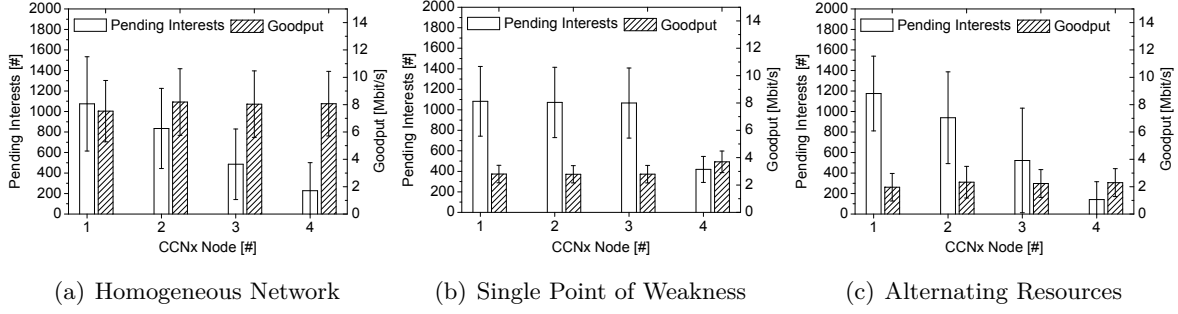 2000
1800
1600
1400
1200
1000
800
600
400
200
0
Pending Interests [#]
Pending Interests
Goodput
14
12
10
8
6
4
2
0
Goodput [Mbit/s]
1 2 3 4
CCNx Node [#]
(a) Homogeneous Network
2000
1800
1600
1400
1200
1000
800
600
400
200
0
Pending Interests [#]
Pending Interests
Goodput
14
12
10
8
6
4
2
0
Goodput [Mbit/s]
1 2 3 4
CCNx Node [#]
(b) Single Point of Weakness
2000
1800
1600
1400
1200
1000
800
600
400
200
0
Pending Interests [#]
Pending Interests
Goodput
14
12
10
8
6
4
2
0
Goodput [Mbit/s]
1 2 3 4
CCNx Node [#]
(c) Alternating Resources